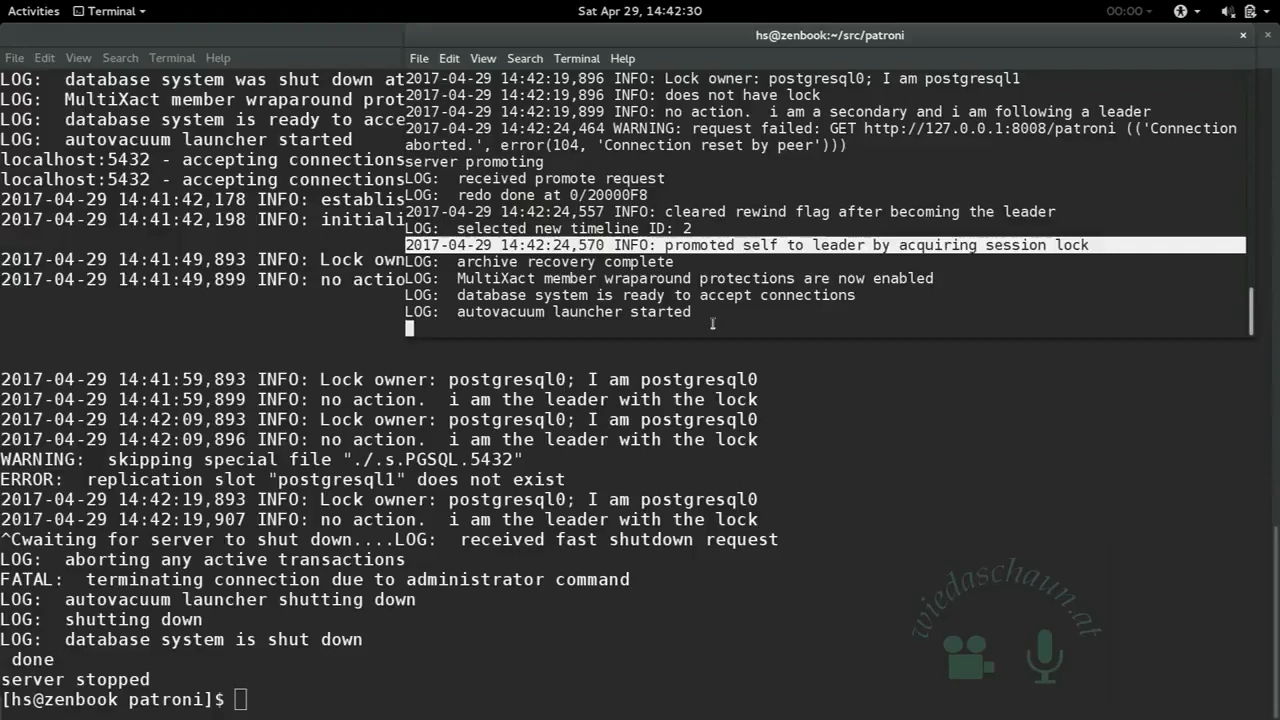 Activities
Terminal
Sat Apr 29, 14:42:30
00:00
hs@zenbook:~/src/patroni
File Edit View Search Terminal Help
LOG:  database system was shut down at
LOG:  MultiXact member wraparound prot
LOG:  database system is ready to acce
LOG:  autovacuum launcher started
localhost:5432 - accepting connections
localhost:5432 - accepting connections
2017-04-29 14:41:42,178 INFO: establis
2017-04-29 14:41:42,198 INFO: initiali
2017-04-29 14:41:49,893 INFO: Lock own
2017-04-29 14:41:49,899 INFO: no actio
File Edit View Search Terminal Help
2017-04-29 14:42:19,896 INFO: Lock owner: postgresql0; I am postgresql1
2017-04-29 14:42:19,896 INFO: does not have lock
2017-04-29 14:42:19,899 INFO: no action.  i am a secondary and i am following a leader
2017-04-29 14:42:24,464 WARNING: request failed: GET http://127.0.0.1:8008/patroni (('Connection
aborted.', error(104, 'Connection reset by peer')))
server promoting
LOG:  received promote request
LOG:  redo done at 0/20000F8
2017-04-29 14:42:24,557 INFO: cleared rewind flag after becoming the leader
LOG:  selected new timeline ID: 2
2017-04-29 14:42:24,570 INFO: promoted self to leader by acquiring session lock
LOG:  archive recovery complete
LOG:  MultiXact member wraparound protections are now enabled
LOG:  database system is ready to accept connections
LOG:  autovacuum launcher started
2017-04-29 14:41:59,893 INFO: Lock owner: postgresql0; I am postgresql0
2017-04-29 14:41:59,899 INFO: no action.  i am the leader with the lock
2017-04-29 14:42:09,893 INFO: Lock owner: postgresql0; I am postgresql0
2017-04-29 14:42:09,896 INFO: no action.  i am the leader with the lock
WARNING:  skipping special file "./.s.PGSQL.5432"
ERROR:  replication slot "postgresql1" does not exist
2017-04-29 14:42:19,893 INFO: Lock owner: postgresql0; I am postgresql0
2017-04-29 14:42:19,907 INFO: no action.  i am the leader with the lock
^Cwaiting for server to shut down....LOG:  received fast shutdown request
LOG:  aborting any active transactions
FATAL:  terminating connection due to administrator command
LOG:  autovacuum launcher shutting down
LOG:  shutting down
LOG:  database system is shut down
 done
server stopped
[hs@zenbook patroni]$
wiedaschaun.at